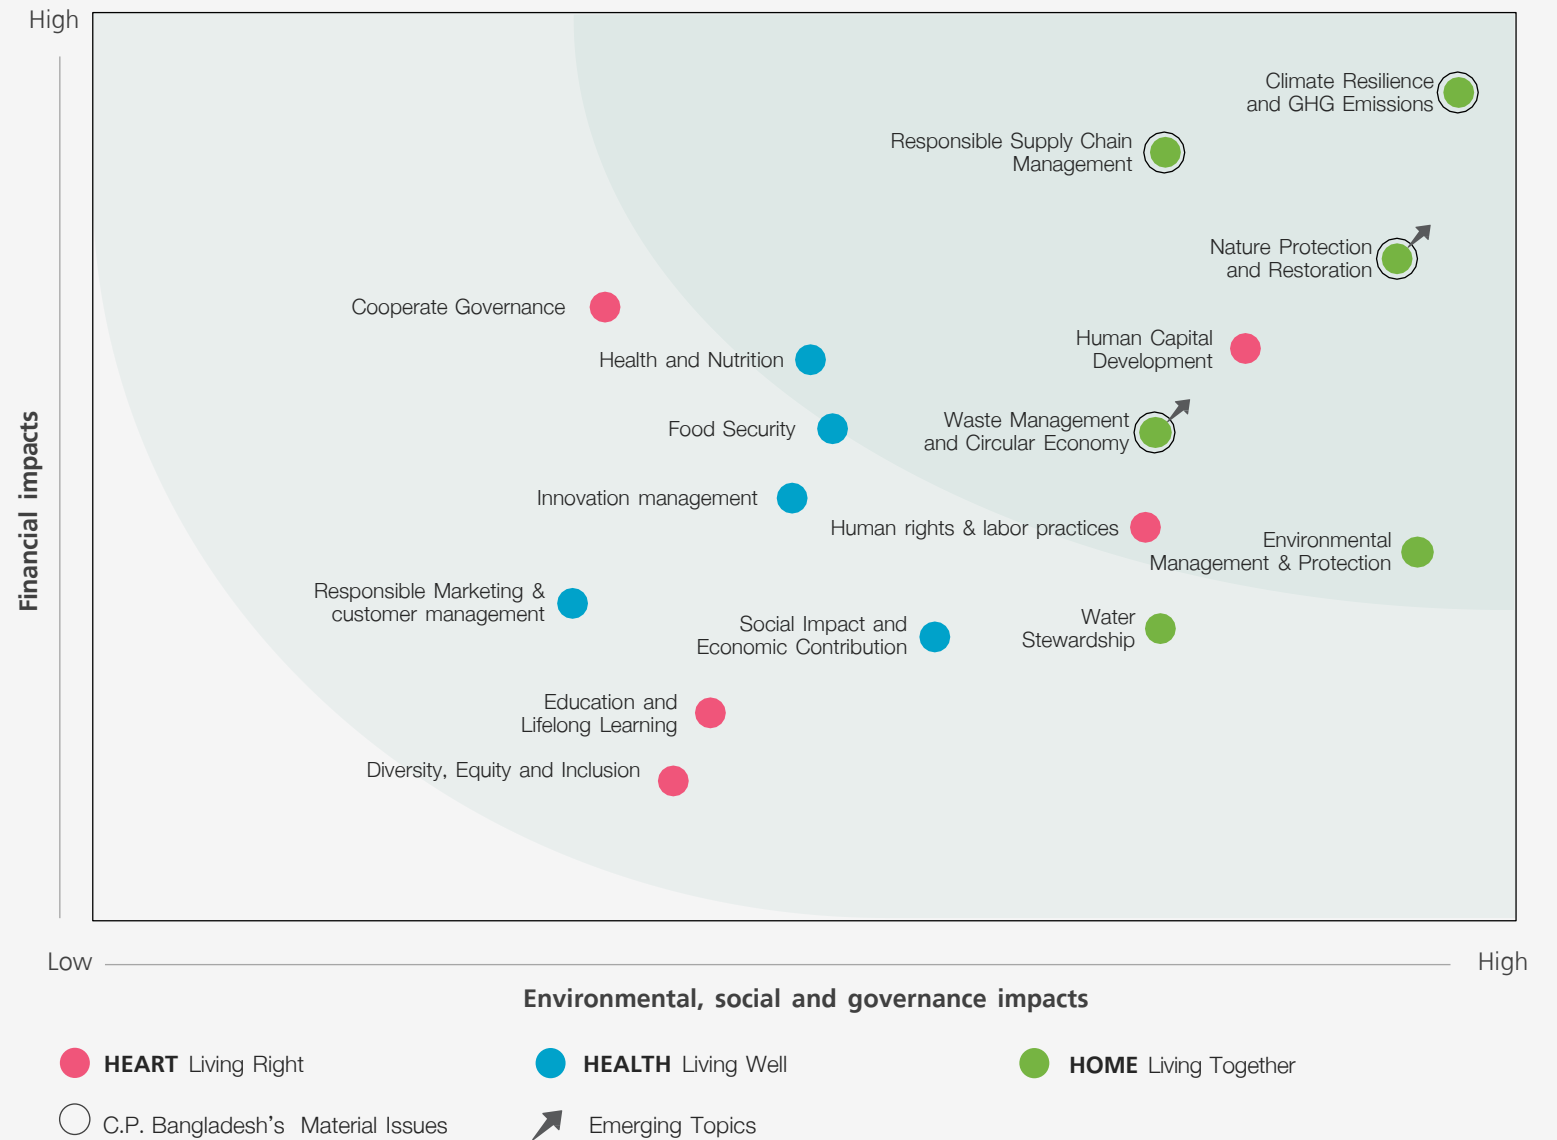 High
Climate Resilience
and GHG Emissions
Responsible Supply Chain
Management
Nature Protection
and Restoration
Cooperate Governance
Human Capital
Development
Health and Nutrition
Waste Management
and Circular Economy
Food Security
Innovation management
Human rights & labor practices
Environmental
Management & Protection
Financial impacts
Responsible Marketing &
customer management
Social Impact and
Economic Contribution
Water
Stewardship
Education and
Lifelong Learning
Diversity, Equity and Inclusion
Low
High
Environmental, social and governance impacts
HEART Living Right
HEALTH Living Well
HOME Living Together
C.P. Bangladesh's Material Issues
Emerging Topics